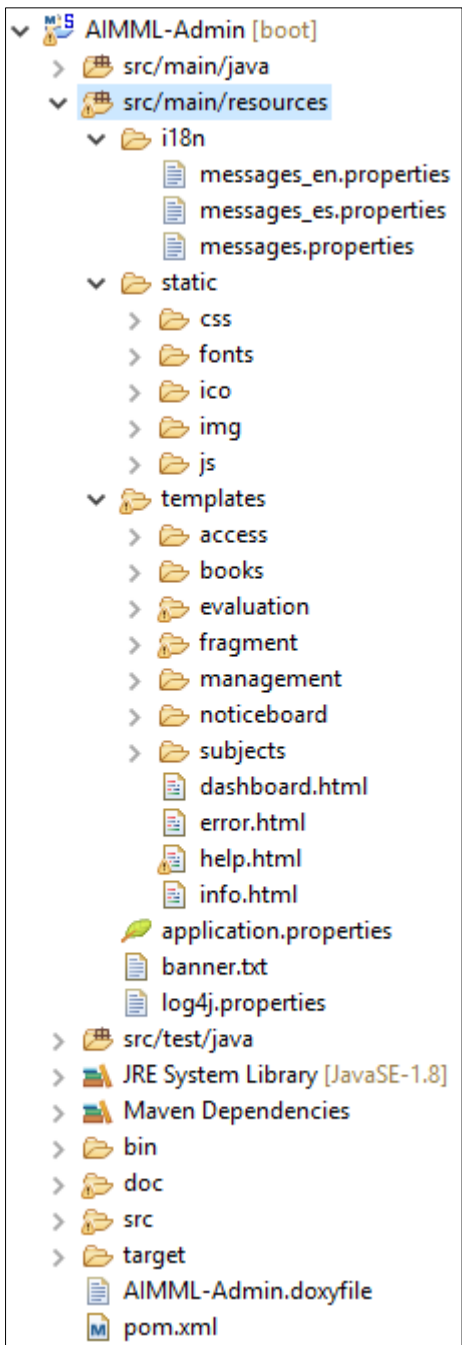 AIMML-Admin [boot]
src/main/java
src/main/resources
i18n
messages_en.properties
messages_es.properties
messages.properties
static
css
fonts
ico
img
js
templates
access
books
evaluation
fragment
management
noticeboard
subjects
dashboard.html
error.html
help.html
info.html
application.properties
banner.txt
log4j.properties
src/test/java
JRE System Library [JavaSE-1.8]
Maven Dependencies
bin
doc
src
target
AIMML-Admin.doxyfile
pom.xml